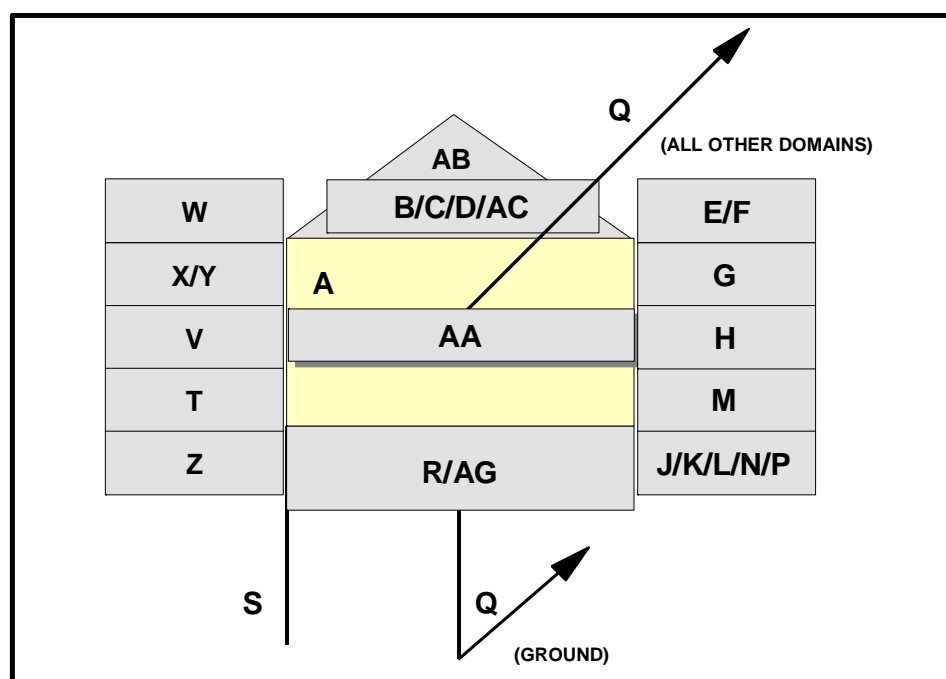 Q
(ALL OTHER DOMAINS)
AB
W
B/C/D/AC
E/F
X/Y
A
G
V
AA
H
T
M
Z
R/AG
J/K/L/N/P
S
Q
(GROUND)